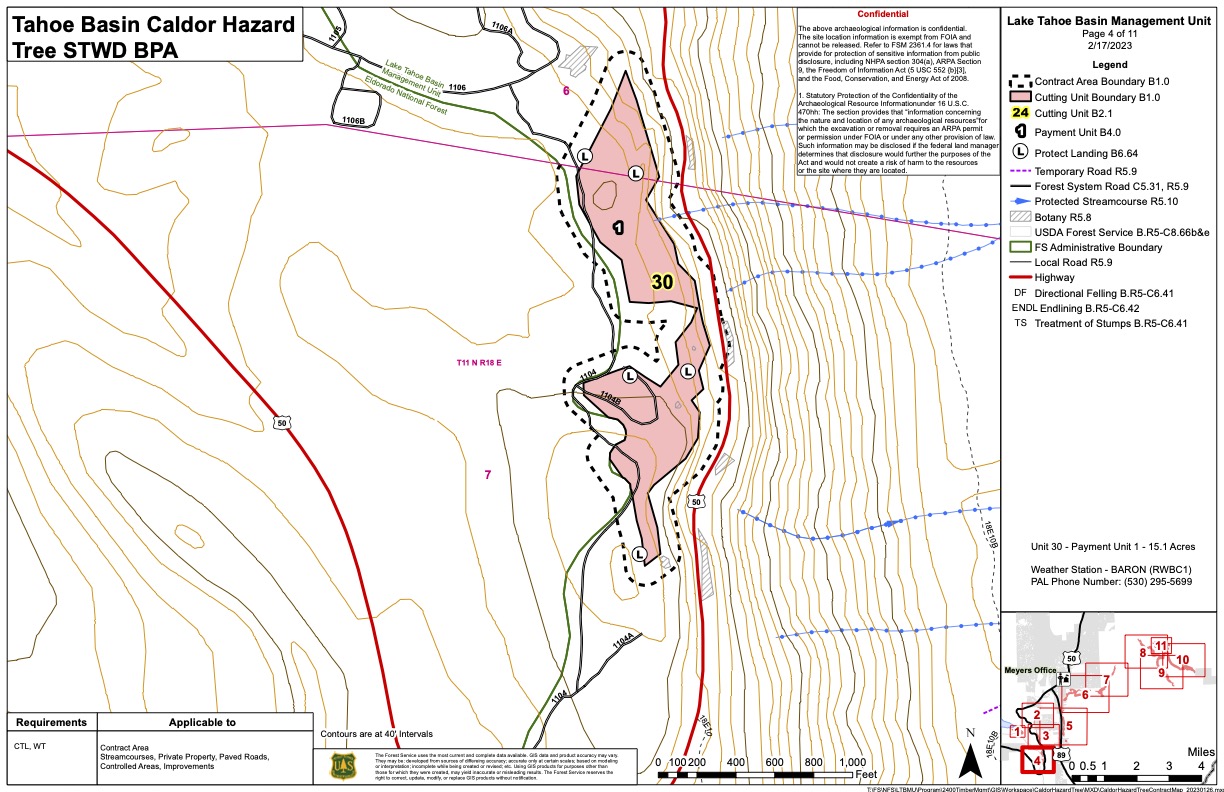 Tahoe Basin Caldor Hazard
Tree STWD BPA
Confidential
The above archaeological information is confidential.
The site location information is exempt from FOIA and
cannot be released. Refer to FSM 2361.4 for laws that
provide for protection of sensitive information from public
disclosure, including NHPA section 304(a), ARPA Section
9, the Freedom of Information Act (5 USC 552 [b][3],
and the Food, Conservation, and Energy Act of 2008.
1. Statutory Protection of the Confidentiality of the
Archaeological Resource Informationunder 16 U.S.C.
470hh: The section provides that "information concerning
the nature and location of any archaeological resources"for
which the excavation or removal requires an ARPA permit
or permission under FOIA or under any other provision of law.
Such information may be disclosed if the federal land manager
determines that disclosure would further the purposes of the
Act and would not create a risk of harm to the resources
or the site where they are located.
Lake Tahoe Basin Management Unit
Page 4 of 11
2/17/2023
Legend
Contract Area Boundary B1.0
Cutting Unit Boundary B1.0
24 Cutting Unit B2.1
1 Payment Unit B4.0
L Protect Landing B6.64
Temporary Road R5.9
Forest System Road C5.31, R5.9
Protected Streamcourse R5.10
Botany R5.8
USDA Forest Service B.R5-C8.66b&e
FS Administrative Boundary
Local Road R5.9
Highway
DF Directional Felling B.R5-C6.41
ENDL Endlining B.R5-C6.42
TS Treatment of Stumps B.R5-C6.41
Unit 30 - Payment Unit 1 - 15.1 Acres
Weather Station - BARON (RWBC1)
PAL Phone Number: (530) 295-5699
1105
1106A
Lake Tahoe Basin
Management Unit
Eldorado National Forest
1106
6
1106B
L
L
1
30
T11 N R18 E
1104
L
L
1104B
50
7
50
18E10B
L
1104A
1104
18E10
18E10B
Requirements
Applicable to
CTL, WT
Contract Area
Streamcourses, Private Property, Paved Roads,
Controlled Areas, Improvements
Contours are at 40' Intervals
The Forest Service uses the most current and complete data available. GIS data and product accuracy may vary.
They may be: developed from sources of differing accuracy; accurate only at certain scales; based on modeling
or interpretation; incomplete while being created or revised; etc. Using GIS products for purposes other than
those for which they were created, may yield inaccurate or misleading results. The Forest Service reserves the
right to correct, update, modify, or replace GIS products without notification.
N
0 100 200 400 600 800 1,000
Feet
50
Meyers Office
11
8
10
9
7
6
2
5
1
3
4
89
Miles
0 0.5 1 2 3 4
T:\FS\NFS\LTBMU\Program\2400TimberMgmt\GIS\Workspace\CaldorHazardTree\MXD\CaldorHazardTreeContractMap_20230126.mxd